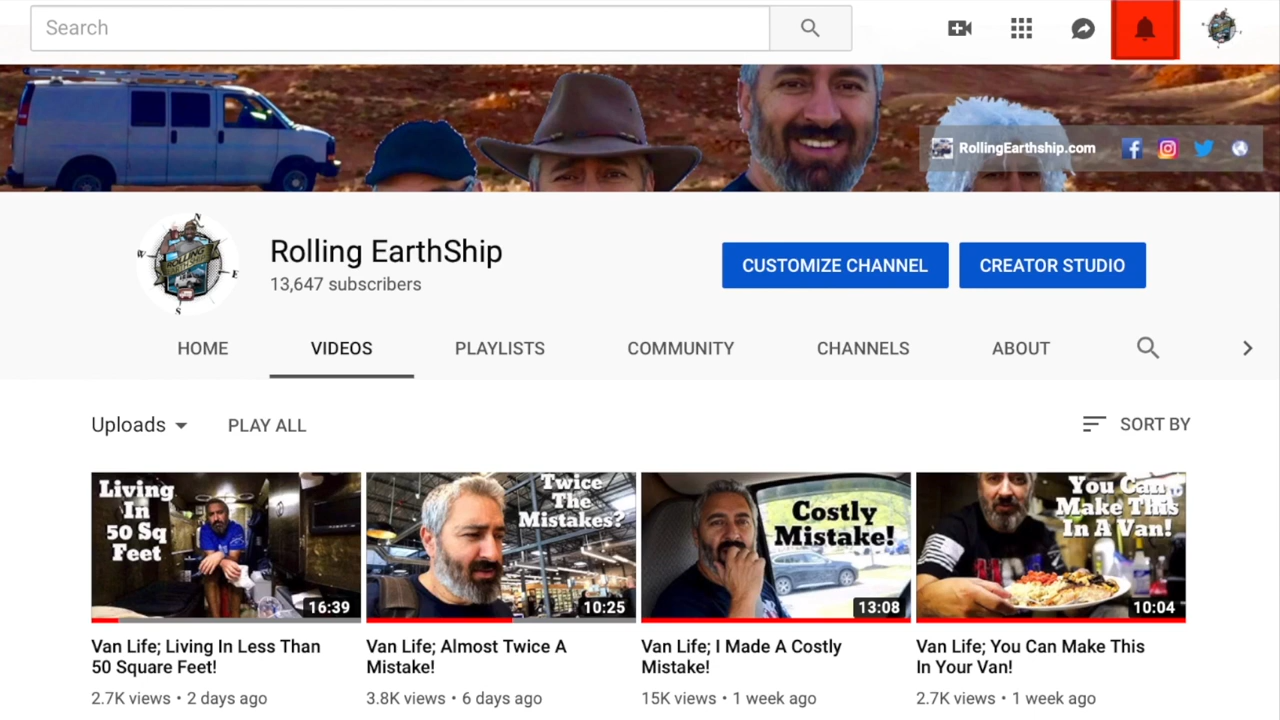 Search
RollingEarthship.com
N
W
ROLLING
EARTHSHIP
E
S
Rolling EarthShip
13,647 subscribers
CUSTOMIZE CHANNEL
CREATOR STUDIO
HOME
VIDEOS
PLAYLISTS
COMMUNITY
CHANNELS
ABOUT
Uploads
PLAY ALL
SORT BY
Living
In
50 Sq
Feet
16:39
Twice
The
Mistakes?
10:25
Costly
Mistake!
13:08
You Can
Make This
In A Van!
10:04
Van Life; Living In Less Than
50 Square Feet!
2.7K views • 2 days ago
Van Life; Almost Twice A
Mistake!
3.8K views • 6 days ago
Van Life; I Made A Costly
Mistake!
15K views • 1 week ago
Van Life; You Can Make This
In Your Van!
2.7K views • 1 week ago